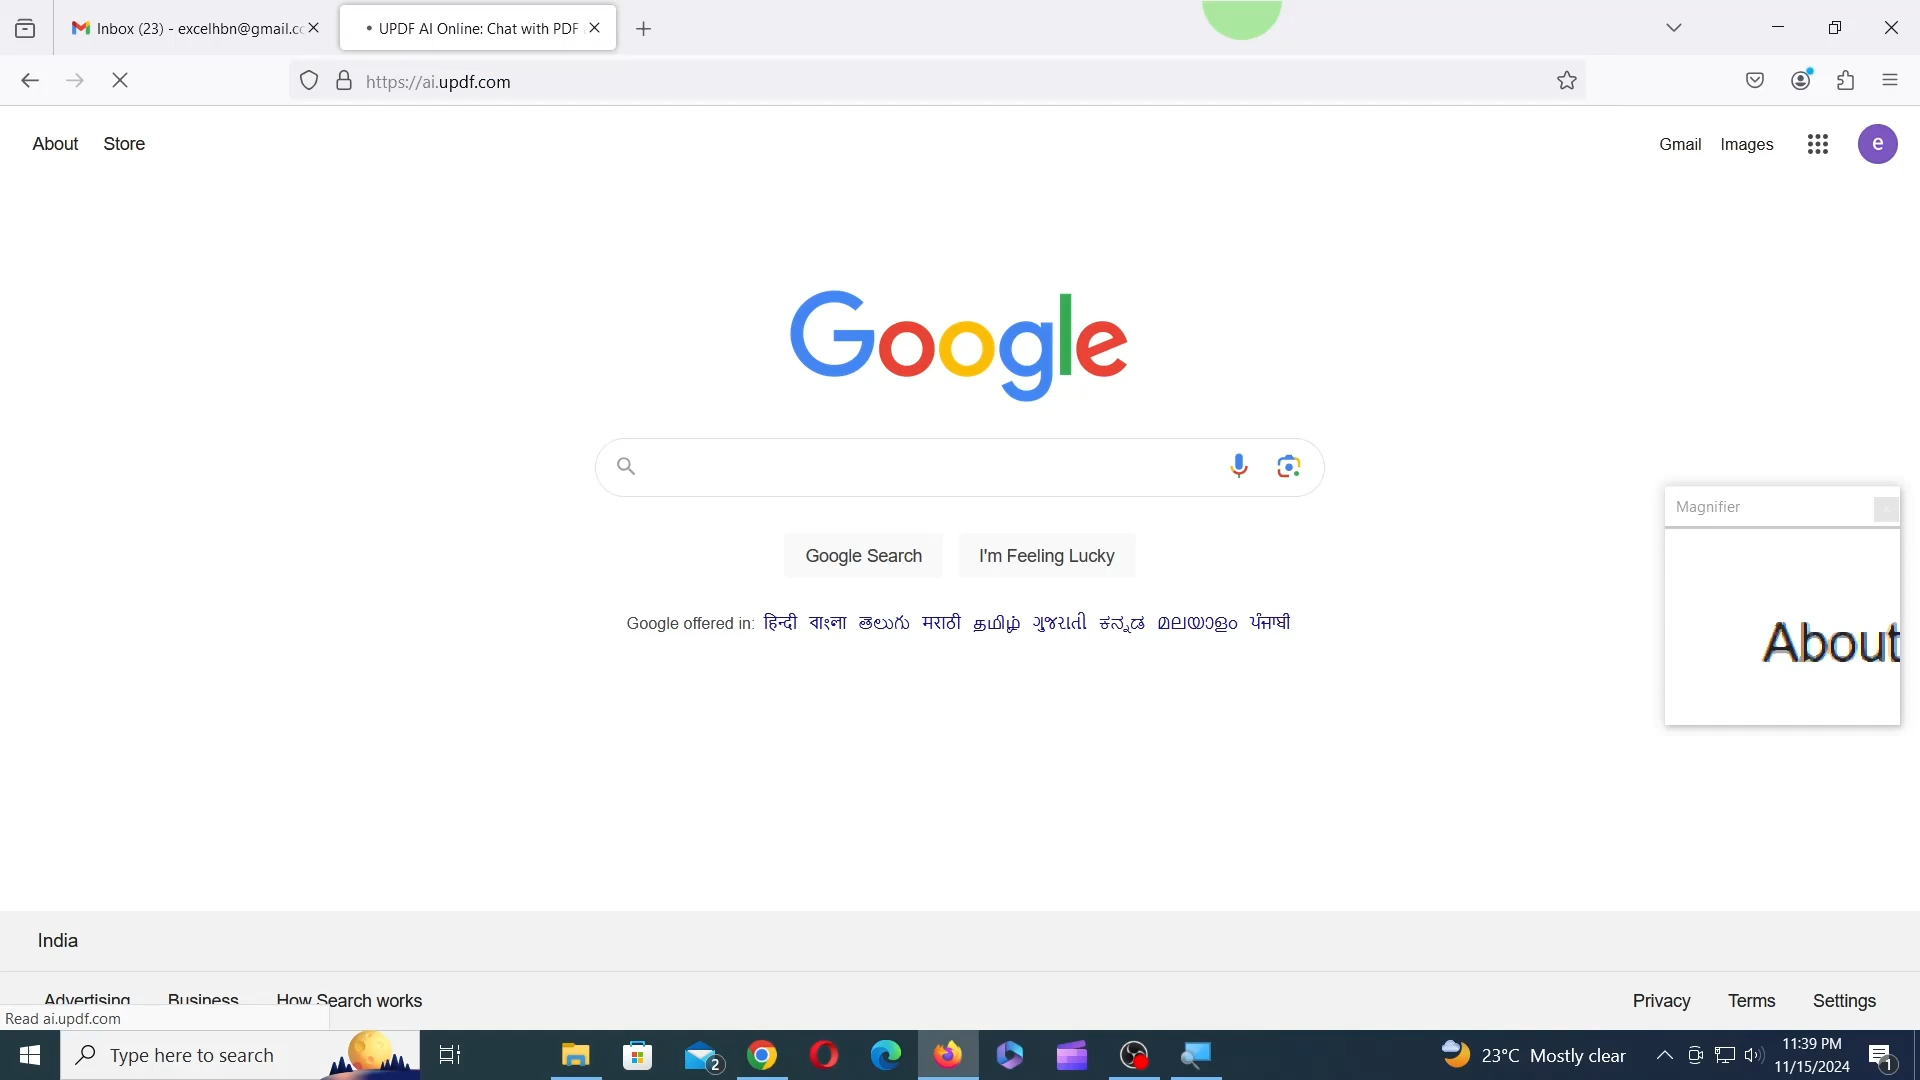 Inbox (23) - excelhbn@gmail.cc
UPDF AI Online: Chat with PDF
https://ai.updf.com
About Store
Gmail Images
e
Google
Google Search I'm Feeling Lucky
Google offered in: हिन्दी বাংলা తెలుగు मराठी தமிழ் ગુજરાતી ಕನ್ನಡ മലയാളം ਪੰਜਾਬੀ
Magnifier
About
India
Advertising Business How Search works
Privacy Terms Settings
Read ai.updf.com
Type here to search
2
23°C Mostly clear
11:39 PM
11/15/2024
1